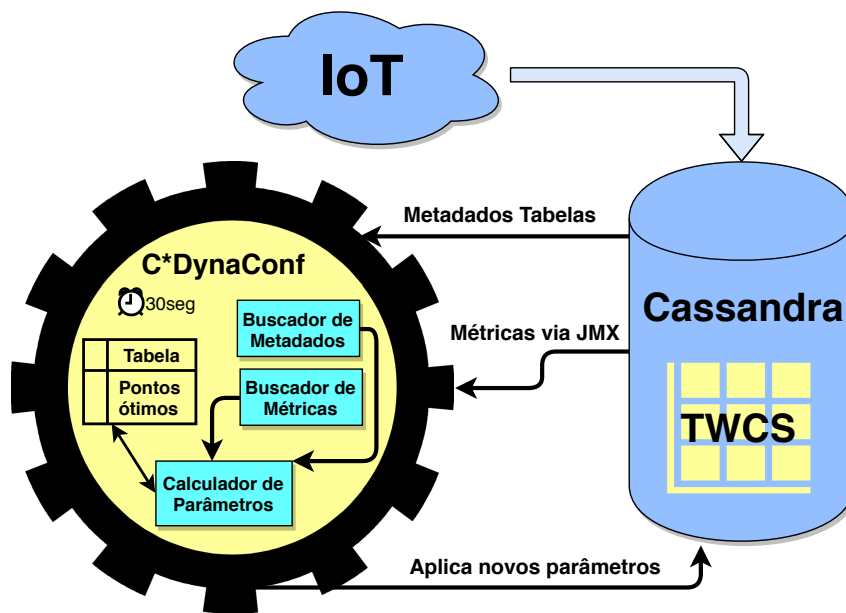 IoT
Metadados Tabelas
C*DynaConf
30seg
Buscador de
Metadados
Cassandra
Métricas via JMX
Tabela
Pontos
ótimos
Buscador de
Métricas
TWCS
Calculador de
Parâmetros
Aplica novos parâmetros